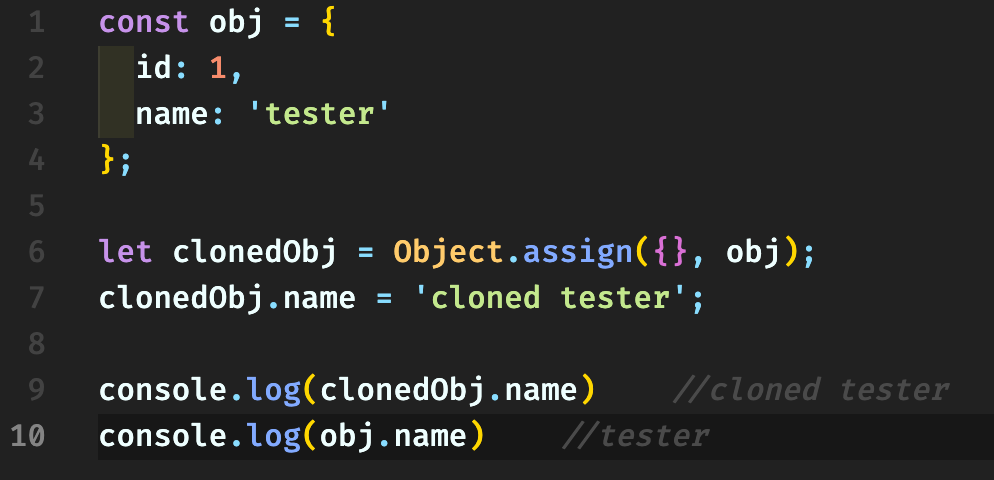 1 const obj = {
2   id: 1,
3   name: 'tester'
4 };
5
6 let clonedObj = Object.assign({}, obj);
7 clonedObj.name = 'cloned tester';
8
9 console.log(clonedObj.name)    //cloned tester
10 console.log(obj.name)    //tester